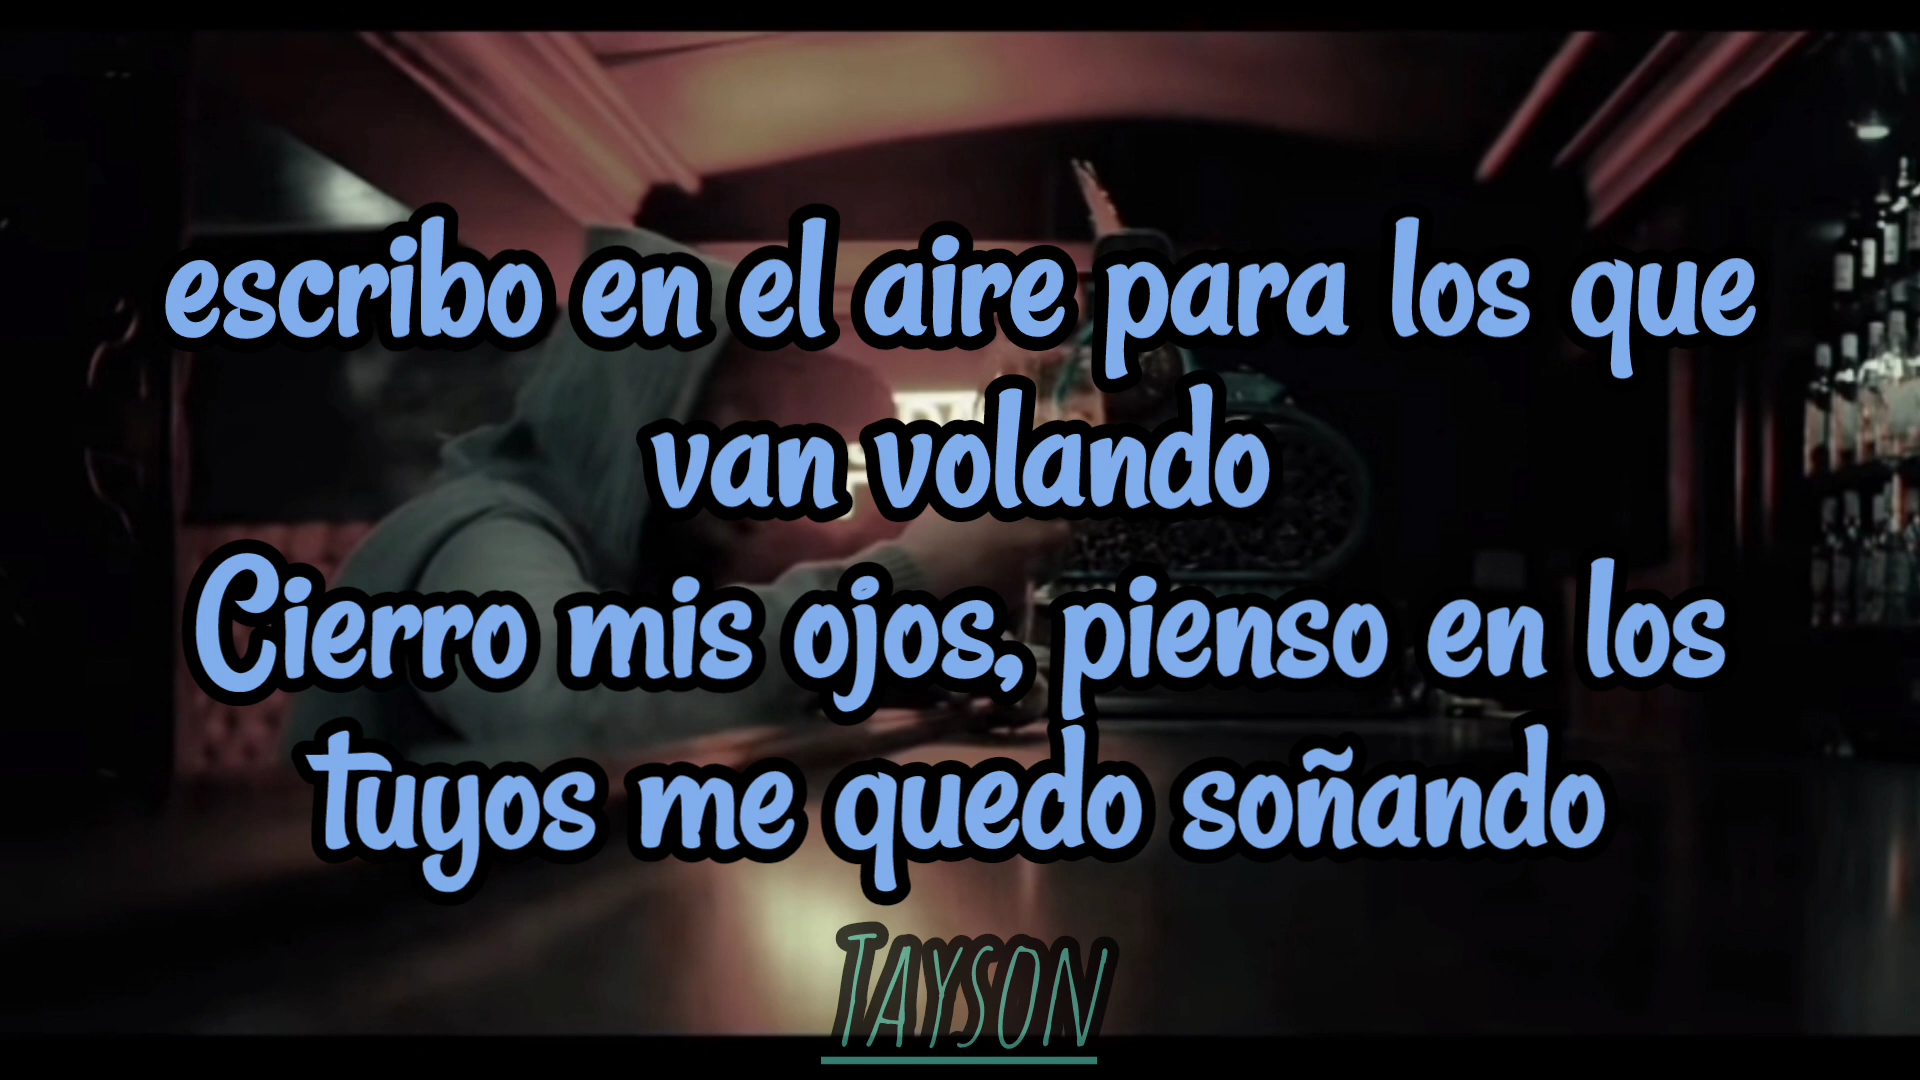 escribo en el aire para los que
van volando
Cierro mis ojos, pienso en los
tuyos me quedo soñando
TAYSON